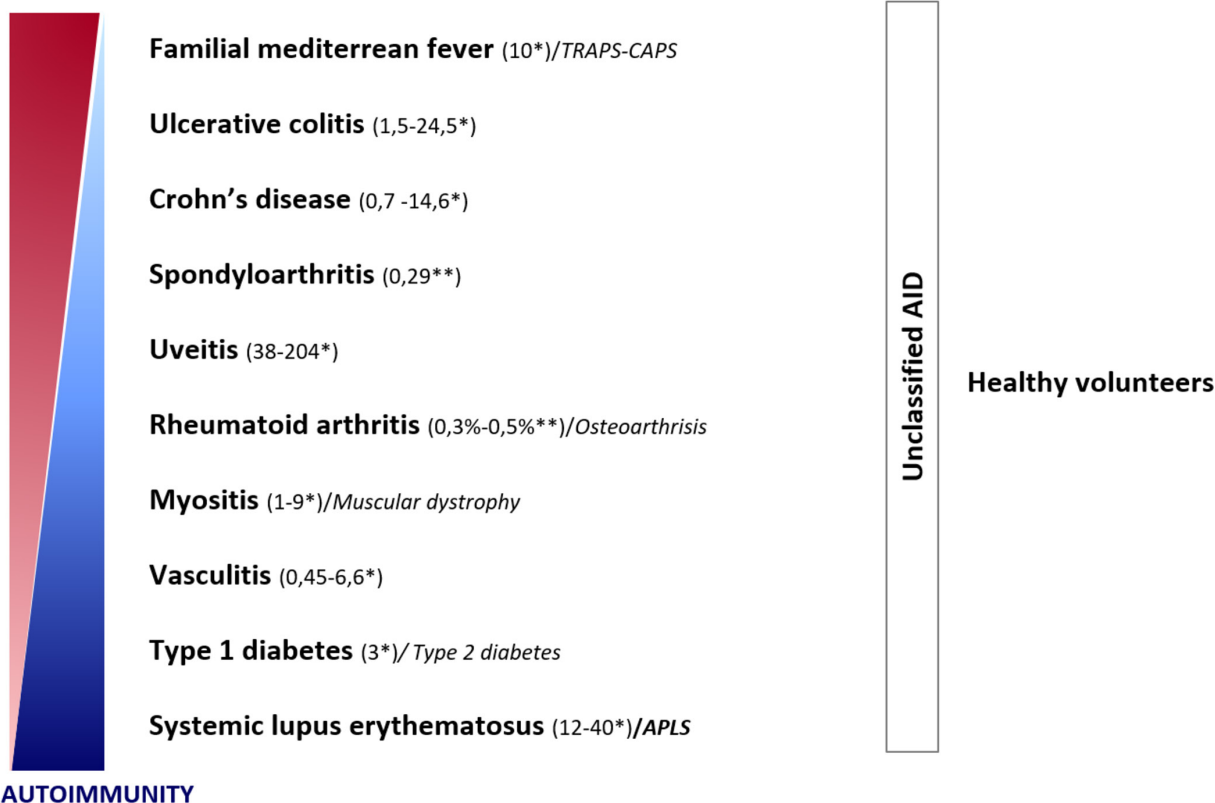 Familial mediterrean fever (10*)/TRAPS-CAPS
Ulcerative colitis (1,5-24,5*)
Crohn’s disease (0,7 -14,6*)
Spondyloarthritis (0,29**)
Uveitis (38-204*)
Rheumatoid arthritis (0,3%-0,5%**)/Osteoarthrisis
Myositis (1-9*)/Muscular dystrophy
Vasculitis (0,45-6,6*)
Type 1 diabetes (3*)/ Type 2 diabetes
Systemic lupus erythematosus (12-40*)/APLS
AUTOIMMUNITY
Unclassified AID
Healthy volunteers